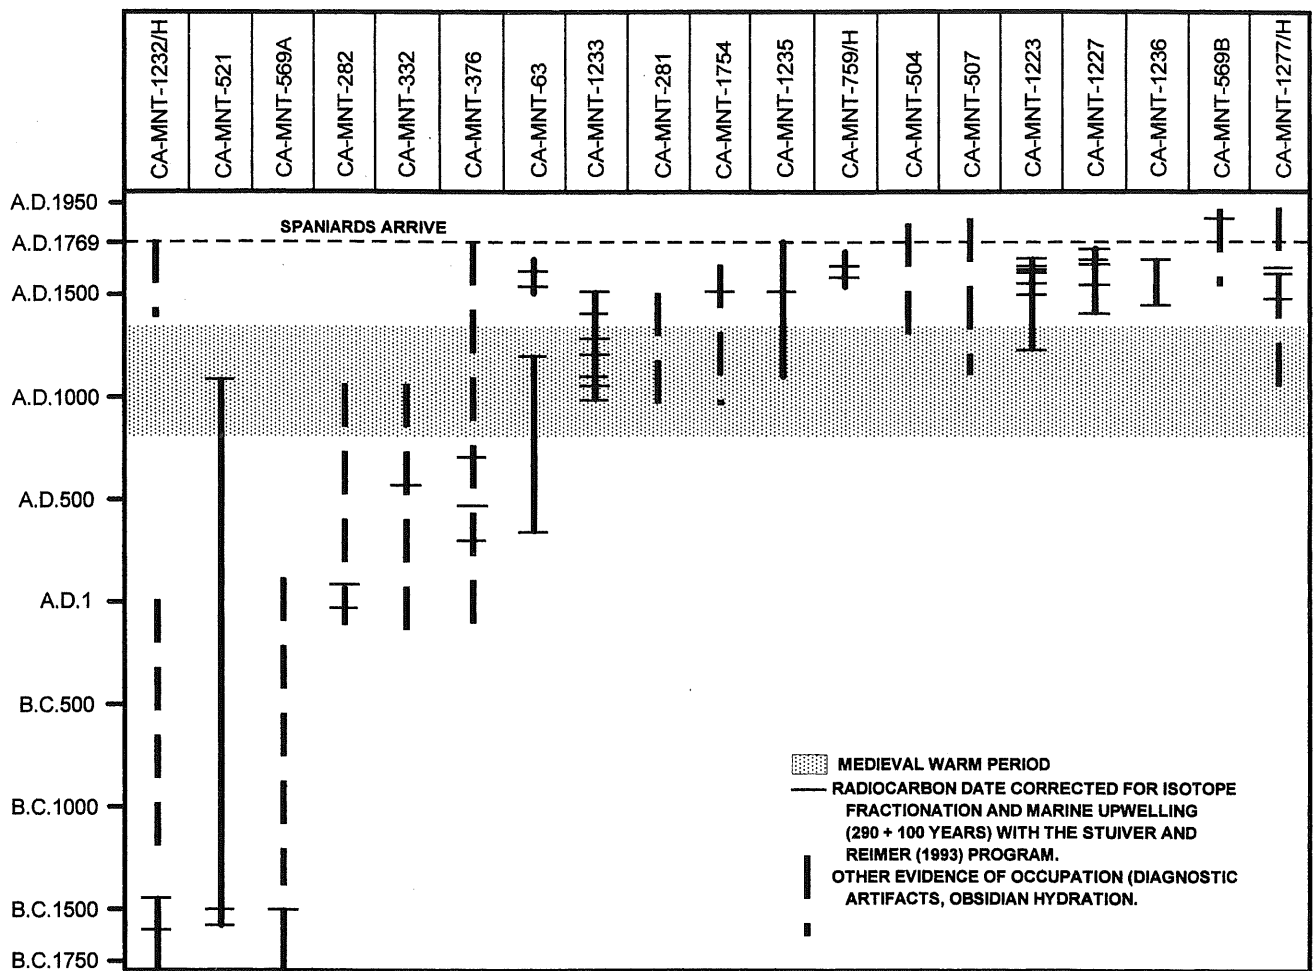 CA-MNT-1232/H
CA-MNT-521
CA-MNT-569A
CA-MNT-282
CA-MNT-332
CA-MNT-376
CA-MNT-63
CA-MNT-1233
CA-MNT-281
CA-MNT-1754
CA-MNT-1235
CA-MNT-759/H
CA-MNT-504
CA-MNT-507
CA-MNT-1223
CA-MNT-1227
CA-MNT-1236
CA-MNT-569B
CA-MNT-1277/H
A.D.1950
SPANIARDS ARRIVE
A.D.1769
A.D.1500
A.D.1000
A.D.500
A.D.1
B.C.500
B.C.1000
B.C.1500
B.C.1750
MEDIEVAL WARM PERIOD
RADIOCARBON DATE CORRECTED FOR ISOTOPE
FRACTIONATION AND MARINE UPWELLING
(290 + 100 YEARS) WITH THE STUIVER AND
REIMER (1993) PROGRAM.
OTHER EVIDENCE OF OCCUPATION (DIAGNOSTIC
ARTIFACTS, OBSIDIAN HYDRATION.